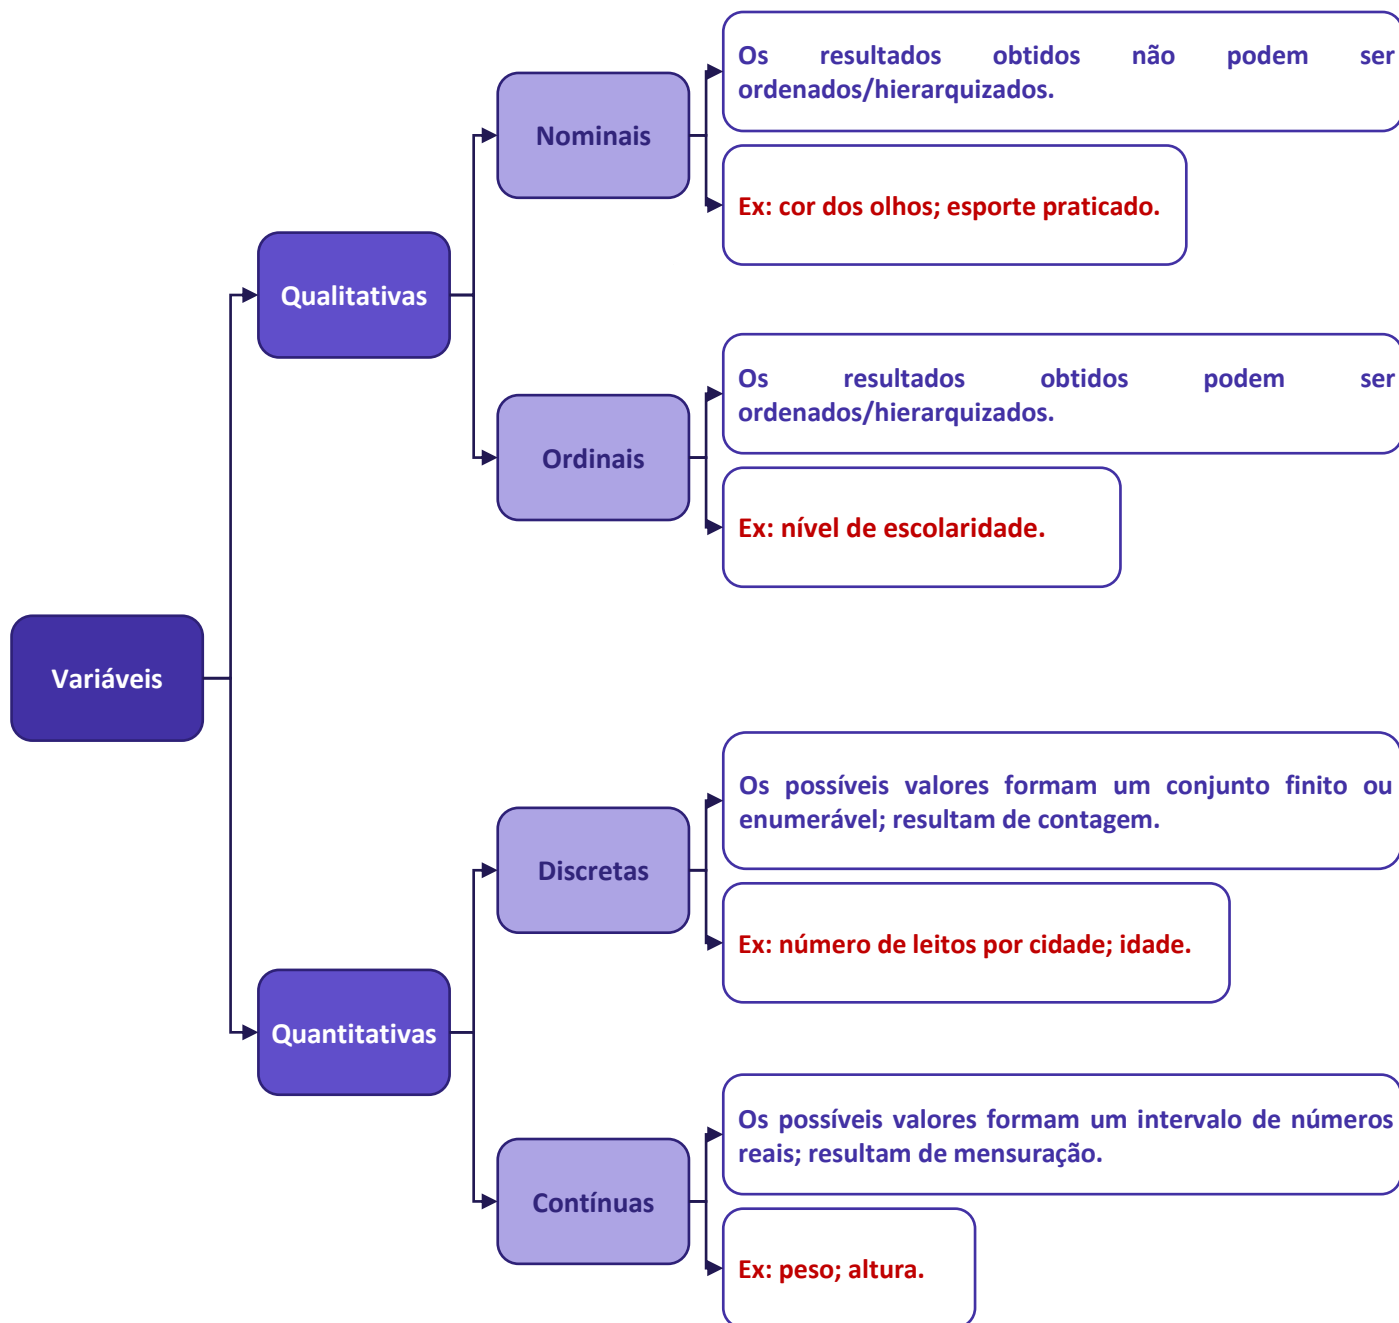 Variáveis
Qualitativas
Nominais
Os resultados obtidos não podem ser
ordenados/hierarquizados.
Ex: cor dos olhos; esporte praticado.
Ordinais
Os resultados obtidos podem ser
ordenados/hierarquizados.
Ex: nível de escolaridade.
Quantitativas
Discretas
Os possíveis valores formam um conjunto finito ou
enumerável; resultam de contagem.
Ex: número de leitos por cidade; idade.
Contínuas
Os possíveis valores formam um intervalo de números
reais; resultam de mensuração.
Ex: peso; altura.